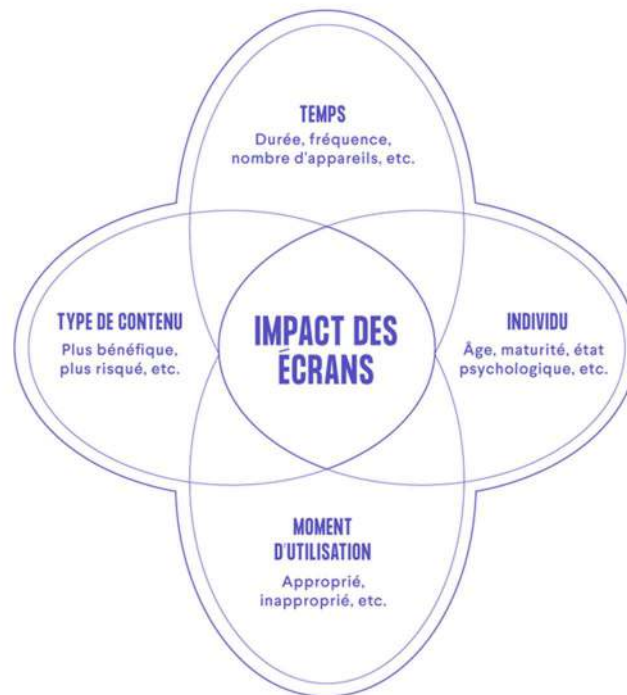 TEMPS
Durée, fréquence,
nombre d'appareils, etc.
TYPE DE CONTENU
Plus bénéfique,
plus risqué, etc.
IMPACT DES
ÉCRANS
INDIVIDU
Âge, maturité, état
psychologique, etc.
MOMENT
D'UTILISATION
Approprié,
inapproprié, etc.